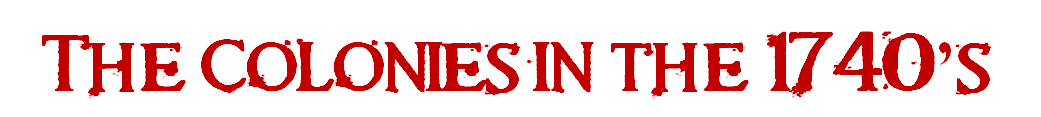 The Colonies in the 1740's